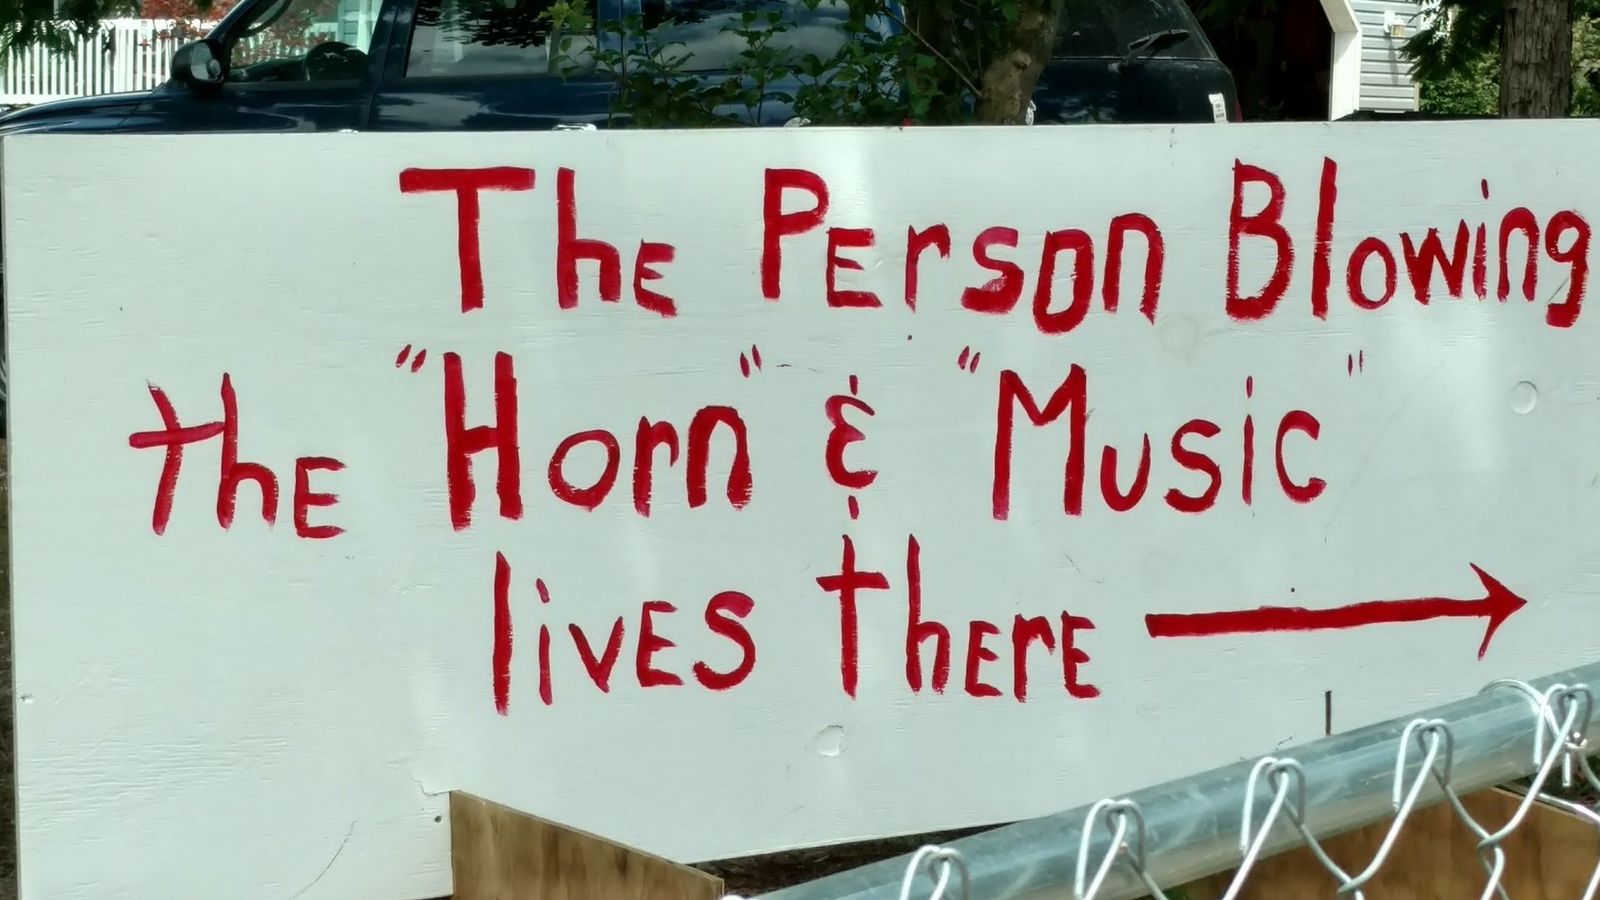 The Person Blowing
the "Horn" & "Music"
lives there →